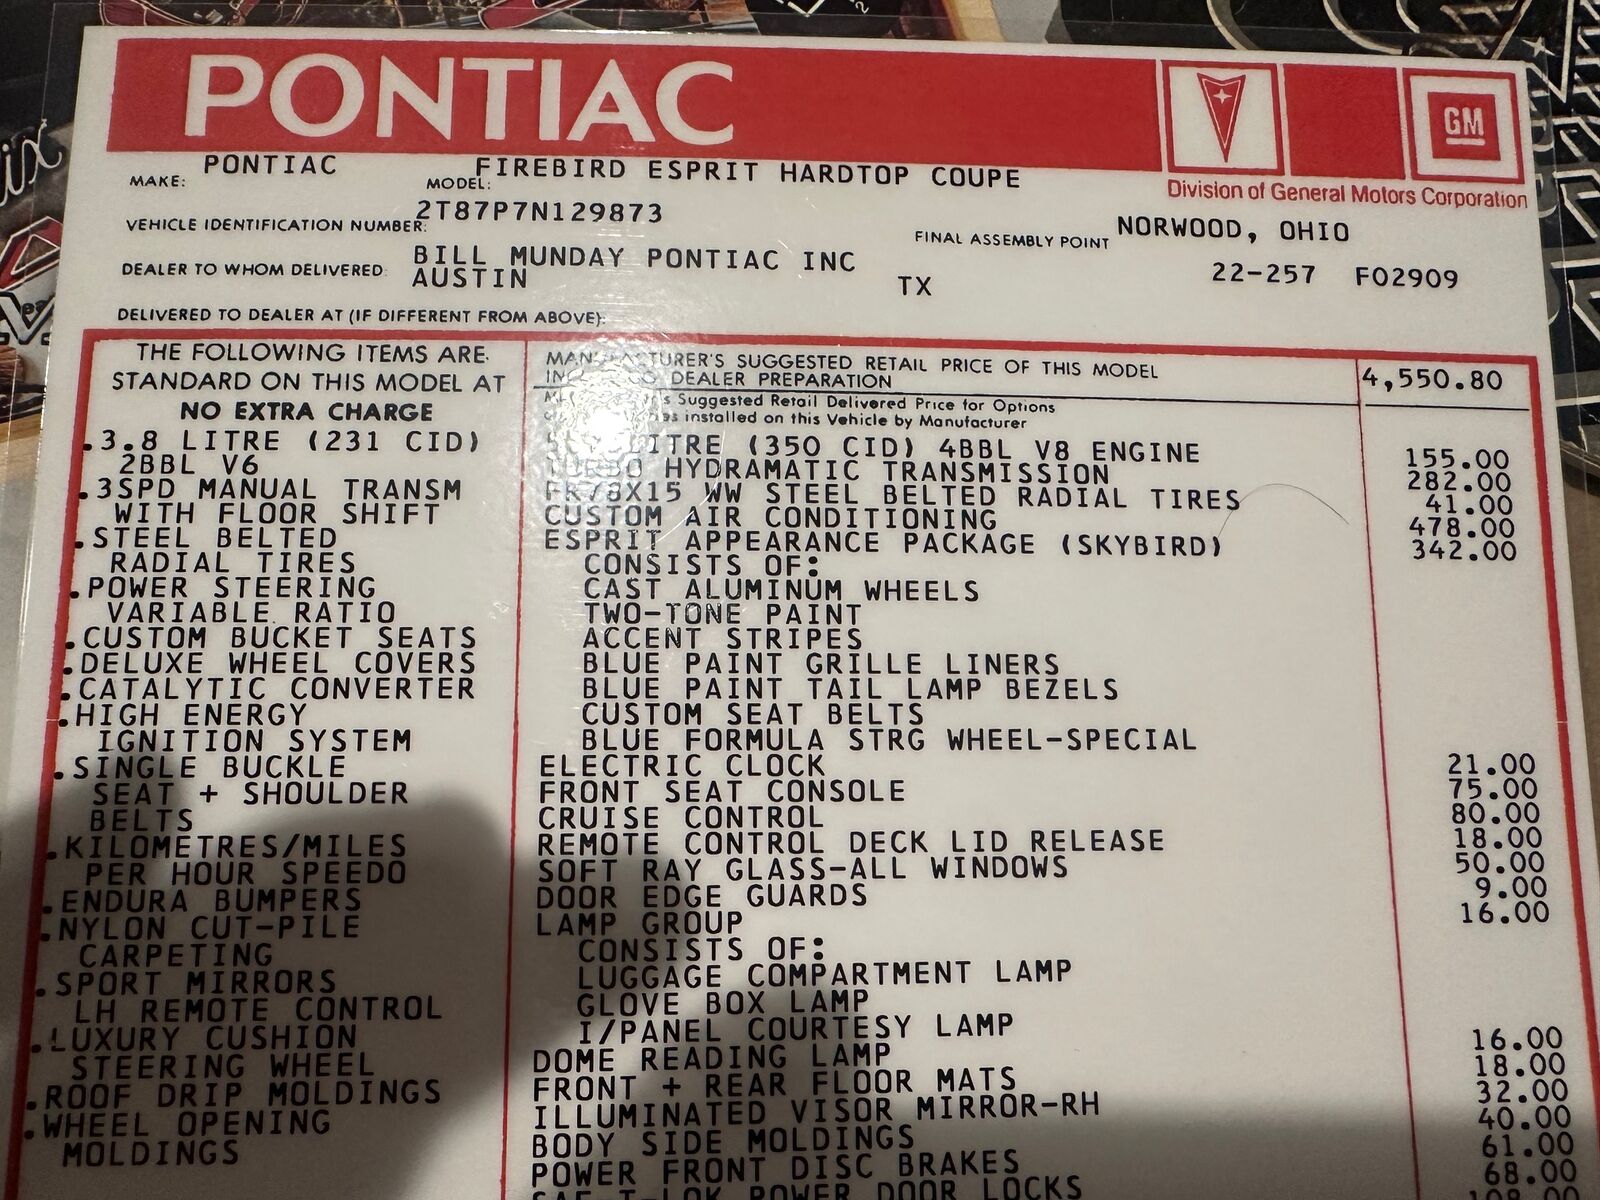 PONTIAC
GM
Division of General Motors Corporation
MAKE: PONTIAC MODEL: FIREBIRD ESPRIT HARDTOP COUPE
VEHICLE IDENTIFICATION NUMBER: 2T87P7N129873
FINAL ASSEMBLY POINT NORWOOD, OHIO
DEALER TO WHOM DELIVERED: BILL MUNDAY PONTIAC INC
AUSTIN TX
22-257 F02909
DELIVERED TO DEALER AT (IF DIFFERENT FROM ABOVE):
THE FOLLOWING ITEMS ARE
STANDARD ON THIS MODEL AT
NO EXTRA CHARGE
.3.8 LITRE (231 CID)
2BBL V6
.3SPD MANUAL TRANSM
WITH FLOOR SHIFT
.STEEL BELTED
RADIAL TIRES
.POWER STEERING
VARIABLE RATIO
.CUSTOM BUCKET SEATS
.DELUXE WHEEL COVERS
.CATALYTIC CONVERTER
.HIGH ENERGY
IGNITION SYSTEM
.SINGLE BUCKLE
SEAT + SHOULDER
BELTS
.KILOMETRES/MILES
PER HOUR SPEEDO
.ENDURA BUMPERS
.NYLON CUT-PILE
CARPETING
.SPORT MIRRORS
LH REMOTE CONTROL
.LUXURY CUSHION
STEERING WHEEL
.ROOF DRIP MOLDINGS
.WHEEL OPENING
MOLDINGS
MANUFACTURER'S SUGGESTED RETAIL PRICE OF THIS MODEL
DEALER PREPARATION 4,550.80
Suggested Retail Delivered Price for Options
installed on this Vehicle by Manufacturer
LITRE (350 CID) 4BBL V8 ENGINE 155.00
TURBO HYDRAMATIC TRANSMISSION 282.00
FR78X15 WW STEEL BELTED RADIAL TIRES 41.00
CUSTOM AIR CONDITIONING 478.00
ESPRIT APPEARANCE PACKAGE (SKYBIRD) 342.00
CONSISTS OF:
CAST ALUMINUM WHEELS
TWO-TONE PAINT
ACCENT STRIPES
BLUE PAINT GRILLE LINERS
BLUE PAINT TAIL LAMP BEZELS
CUSTOM SEAT BELTS
BLUE FORMULA STRG WHEEL-SPECIAL
ELECTRIC CLOCK 21.00
FRONT SEAT CONSOLE 75.00
CRUISE CONTROL 80.00
REMOTE CONTROL DECK LID RELEASE 18.00
SOFT RAY GLASS-ALL WINDOWS 50.00
DOOR EDGE GUARDS 9.00
LAMP GROUP 16.00
CONSISTS OF:
LUGGAGE COMPARTMENT LAMP
GLOVE BOX LAMP
I/PANEL COURTESY LAMP
DOME READING LAMP 16.00
FRONT + REAR FLOOR MATS 18.00
ILLUMINATED VISOR MIRROR-RH 32.00
BODY SIDE MOLDINGS 40.00
POWER FRONT DISC BRAKES 61.00
SAF-T-LOK POWER DOOR LOCKS 68.00